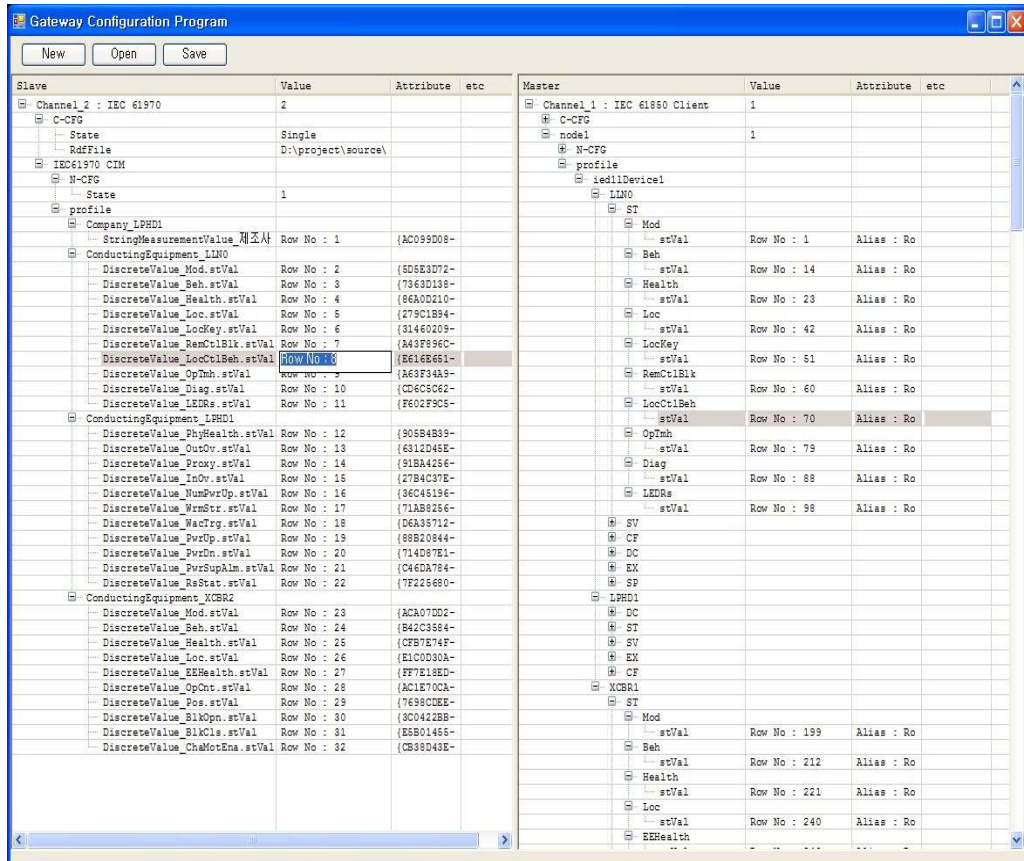 Gateway Configuration Program
New Open Save
Slave Value Attribute etc
Channel_2 : IEC 61970 2
C-CFG
State Single
RdfFile D:\project\source\
IEC61970 CIM
N-CFG
State 1
profile
Company_LPHD1
StringMeasurementValue_제조사 Row No : 1 {AC099D08-
ConductingEquipment_LLN0
DiscreteValue_Mod.stVal Row No : 2 {5D5E3D72-
DiscreteValue_Beh.stVal Row No : 3 {7363D138-
DiscreteValue_Health.stVal Row No : 4 {86A0D210-
DiscreteValue_Loc.stVal Row No : 5 {279C1B94-
DiscreteValue_LocKey.stVal Row No : 6 {31460209-
DiscreteValue_RemCtlBlk.stVal Row No : 7 {A43F896C-
DiscreteValue_LocCtlBeh.stVal Row No : 8 {E616E651-
DiscreteValue_OpTmh.stVal Row No : 9 {A63F34A9-
DiscreteValue_Diag.stVal Row No : 10 {CD6C5C62-
DiscreteValue_LEDRs.stVal Row No : 11 {F602F9C5-
ConductingEquipment_LPHD1
DiscreteValue_PhyHealth.stVal Row No : 12 {905B4B39-
DiscreteValue_OutOv.stVal Row No : 13 {6312D45E-
DiscreteValue_Proxy.stVal Row No : 14 {91BA4256-
DiscreteValue_InOv.stVal Row No : 15 {27B4C37E-
DiscreteValue_NumPwrUp.stVal Row No : 16 {36C45196-
DiscreteValue_WrmStr.stVal Row No : 17 {71AB8256-
DiscreteValue_WacTrg.stVal Row No : 18 {D6A35712-
DiscreteValue_PwrUp.stVal Row No : 19 {88B20844-
DiscreteValue_PwrDn.stVal Row No : 20 {714D87E1-
DiscreteValue_PwrSupAlm.stVal Row No : 21 {C46DA784-
DiscreteValue_RsStat.stVal Row No : 22 {7F225680-
ConductingEquipment_XCBR2
DiscreteValue_Mod.stVal Row No : 23 {ACA07DD2-
DiscreteValue_Beh.stVal Row No : 24 {B42C3584-
DiscreteValue_Health.stVal Row No : 25 {CFB7E74F-
DiscreteValue_Loc.stVal Row No : 26 {E1C0D30A-
DiscreteValue_EEHealth.stVal Row No : 27 {FF7E18ED-
DiscreteValue_OpCnt.stVal Row No : 28 {AC1E70CA-
DiscreteValue_Pos.stVal Row No : 29 {7698CDEE-
DiscreteValue_BlkOpn.stVal Row No : 30 {3C0422BB-
DiscreteValue_BlkCls.stVal Row No : 31 {E5B01455-
DiscreteValue_ChaMotEna.stVal Row No : 32 {CB38D43E-
Master Value Attribute etc
Channel_1 : IEC 61850 Client 1
C-CFG
node1 1
N-CFG
profile
ied11Device1
LLN0
ST
Mod
stVal Row No : 1 Alias : Ro
Beh
stVal Row No : 14 Alias : Ro
Health
stVal Row No : 23 Alias : Ro
Loc
stVal Row No : 42 Alias : Ro
LocKey
stVal Row No : 51 Alias : Ro
RemCtlBlk
stVal Row No : 60 Alias : Ro
LocCtlBeh
stVal Row No : 70 Alias : Ro
OpTmh
stVal Row No : 79 Alias : Ro
Diag
stVal Row No : 88 Alias : Ro
LEDRs
stVal Row No : 98 Alias : Ro
SV
CF
DC
EX
SP
LPHD1
DC
ST
SV
EX
CF
XCBR1
ST
Mod
stVal Row No : 199 Alias : Ro
Beh
stVal Row No : 212 Alias : Ro
Health
stVal Row No : 221 Alias : Ro
Loc
stVal Row No : 240 Alias : Ro
EEHealth